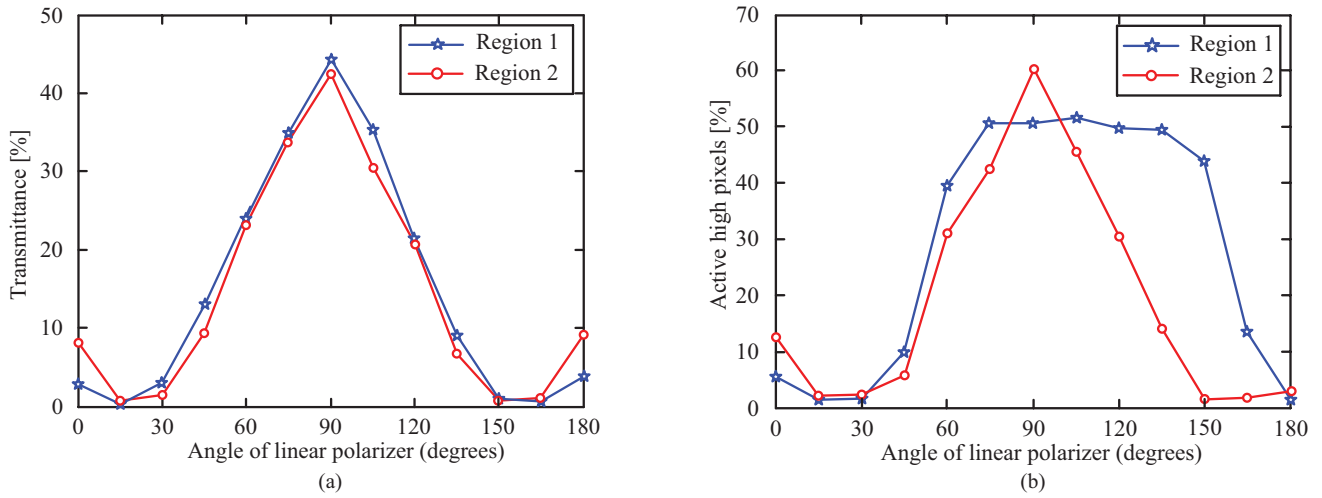 50
40
30
20
10
0
Transmittance [%]
Region 1
Region 2
0 30 60 90 120 150 180
Angle of linear polarizer (degrees)
(a)
70
60
50
40
30
20
10
0
Active high pixels [%]
Region 1
Region 2
0 30 60 90 120 150 180
Angle of linear polarizer (degrees)
(b)